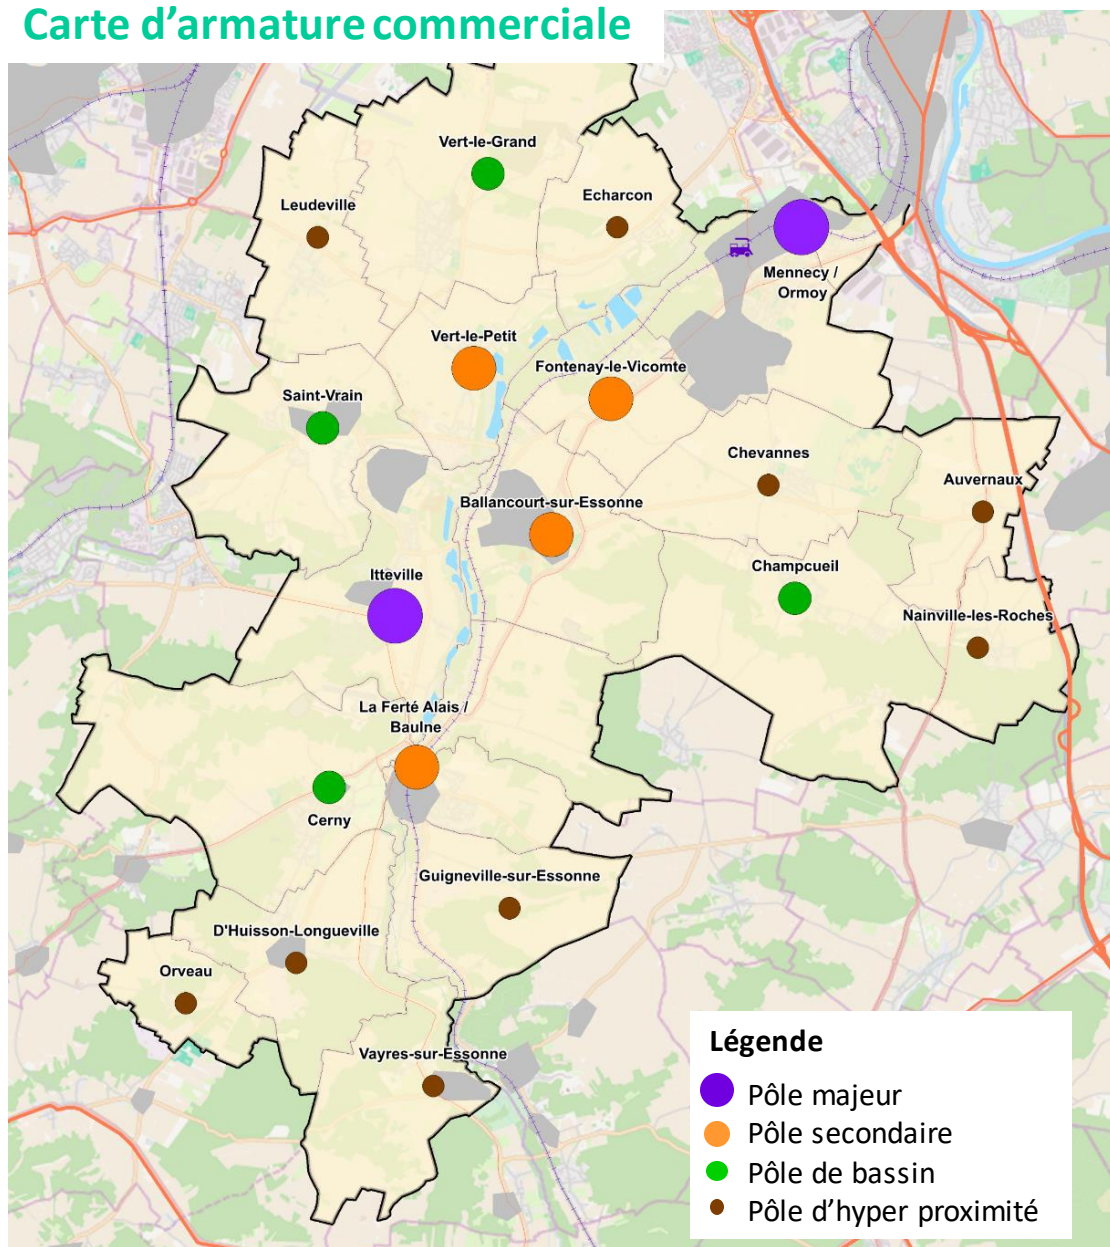 Carte d’armature commerciale
Vert-le-Grand
Echarcon
Leudeville
Mennecy /
Ormoy
Vert-le-Petit
Fontenay-le-Vicomte
Saint-Vrain
Chevannes
Auvernaux
Ballancourt-sur-Essonne
Champcueil
Itteville
Nainville-les-Roches
La Ferté Alais /
Baulne
Cerny
Guigneville-sur-Essonne
D'Huisson-Longueville
Orveau
Vayres-sur-Essonne
Légende
Pôle majeur
Pôle secondaire
Pôle de bassin
Pôle d’hyper proximité